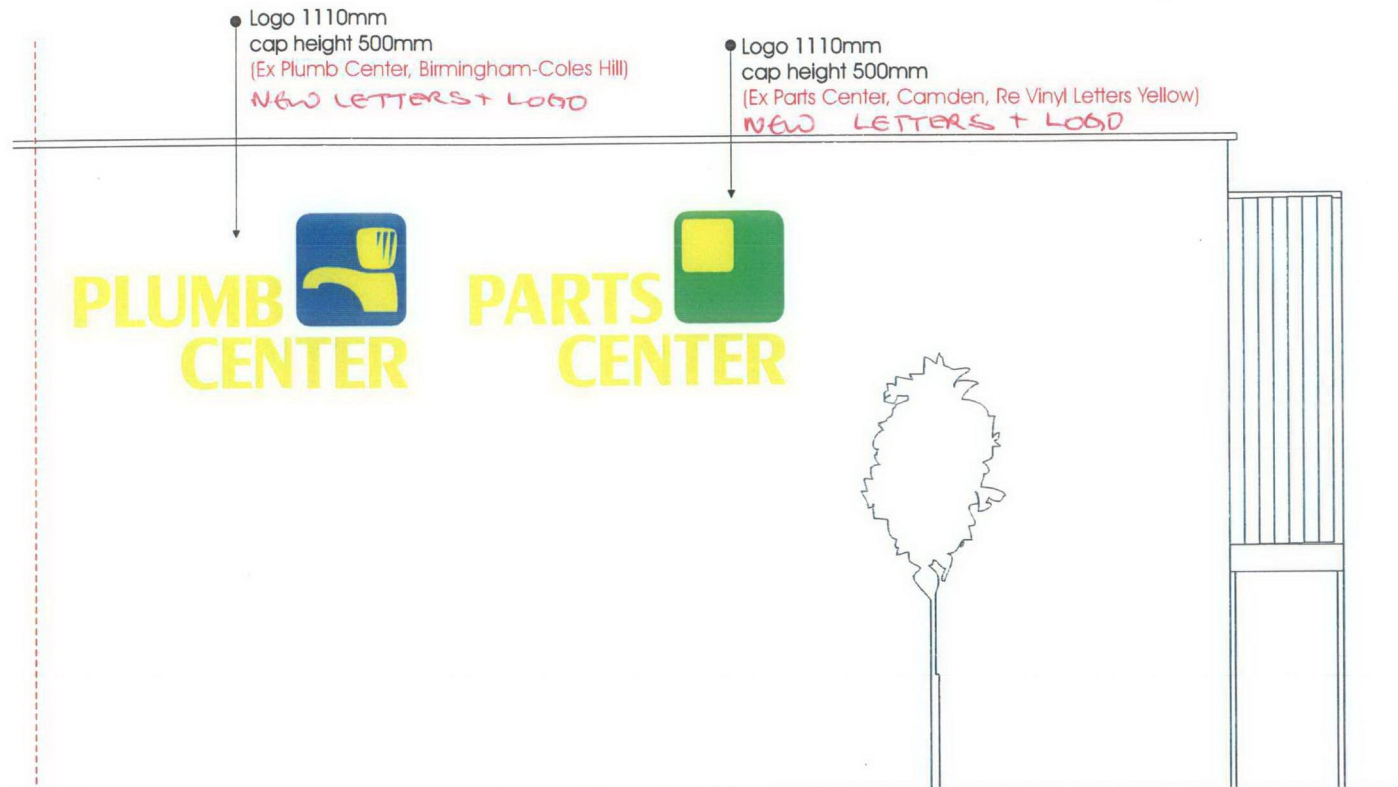 Logo 1110mm
cap height 500mm
(Ex Plumb Center, Birmingham-Coles Hill)
NEW LETTERS + LOGO
Logo 1110mm
cap height 500mm
(Ex Parts Center, Camden, Re Vinyl Letters Yellow)
NEW LETTERS + LOGO
PLUMB
CENTER
PARTS
CENTER